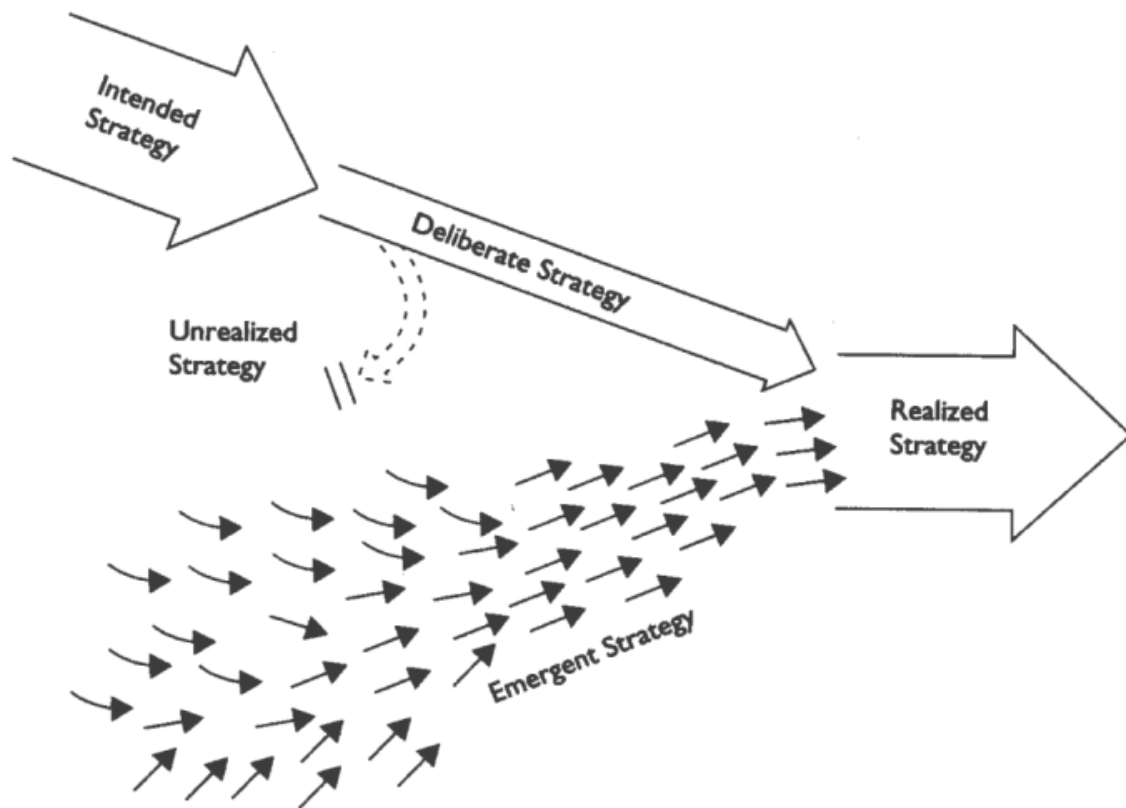 Intended
Strategy
Deliberate Strategy
Unrealized
Strategy
Realized
Strategy
Emergent Strategy